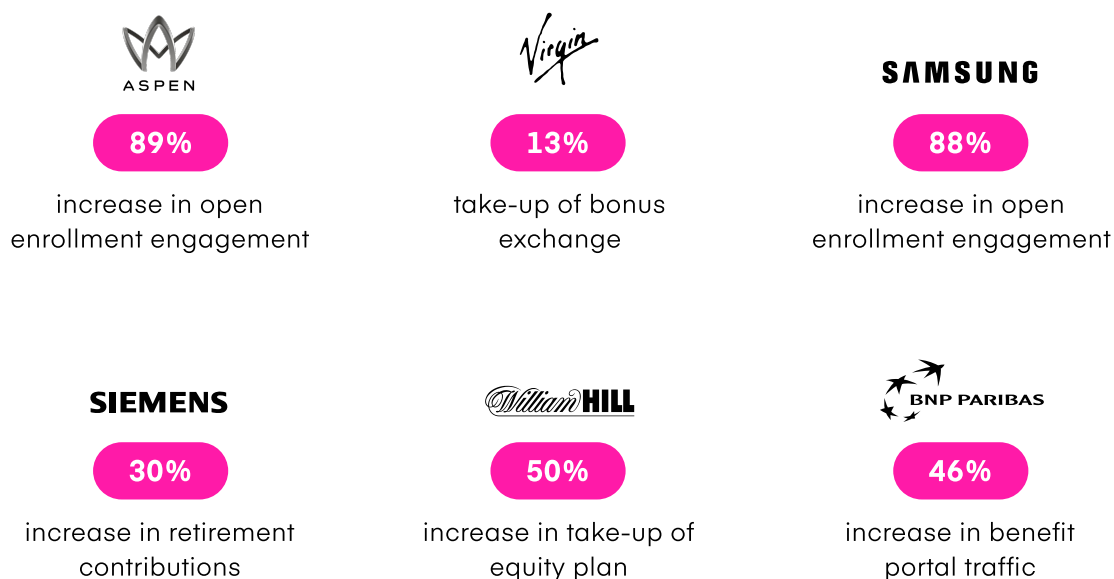 ASPEN
89%
increase in open
enrollment engagement
Virgin
13%
take-up of bonus
exchange
SAMSUNG
88%
increase in open
enrollment engagement
SIEMENS
30%
increase in retirement
contributions
William HILL
50%
increase in take-up of
equity plan
BNP PARIBAS
46%
increase in benefit
portal traffic